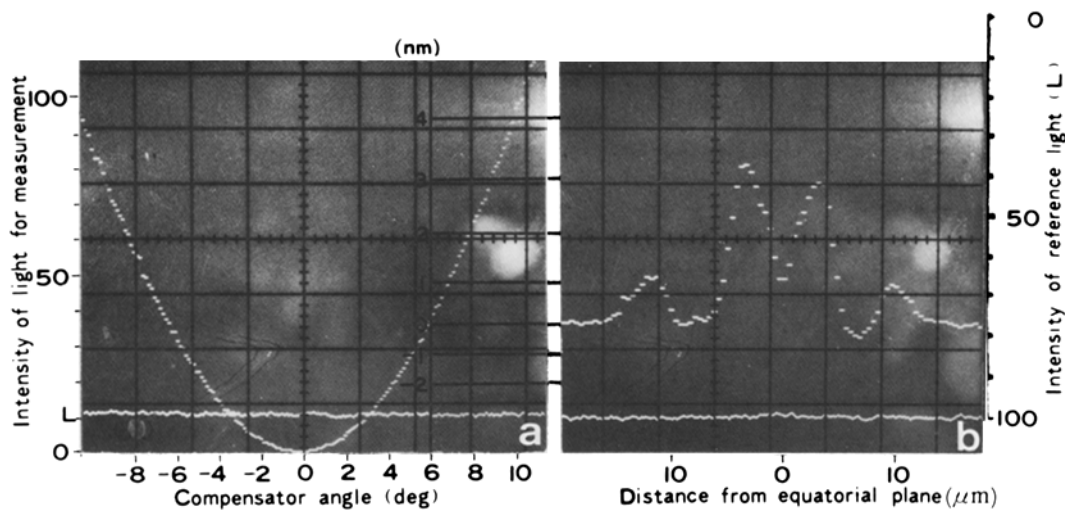 (nm)
Intensity of light for measurement
100
50
L
0
4
3
2
1
1
2
a
-8 -6 -4 -2 0 2 4 6 8 10
Compensator angle (deg)
b
10 0 10
Distance from equatorial plane (μm)
0
50
100
Intensity of reference light (L)